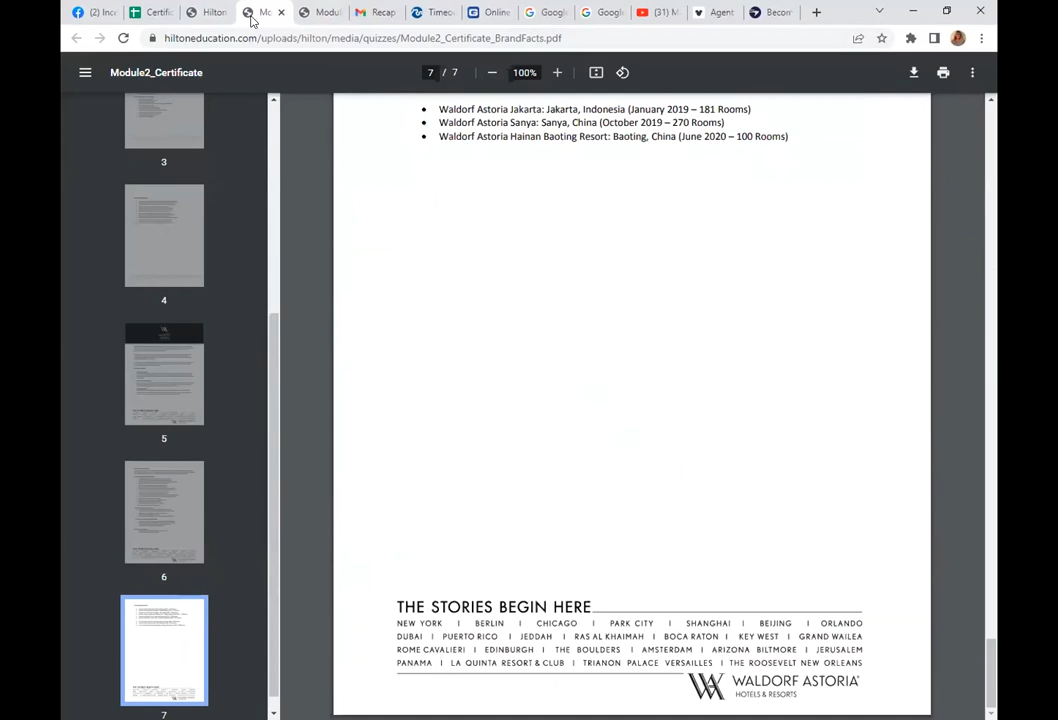 (2) Inc
Certific
Hilton
Mo
Modul
Recap
Timec
Online
Googl
Googl
(31) M
Agent
Becom
hiltoneducation.com/uploads/hilton/media/quizzes/Module2_Certificate_BrandFacts.pdf
Module2_Certificate
7 / 7
100%
3
4
5
6
7
• Waldorf Astoria Jakarta: Jakarta, Indonesia (January 2019 – 181 Rooms)
• Waldorf Astoria Sanya: Sanya, China (October 2019 – 270 Rooms)
• Waldorf Astoria Hainan Baoting Resort: Baoting, China (June 2020 – 100 Rooms)
THE STORIES BEGIN HERE
NEW YORK | BERLIN | CHICAGO | PARK CITY | SHANGHAI | BEIJING | ORLANDO
DUBAI | PUERTO RICO | JEDDAH | RAS AL KHAIMAH | BOCA RATON | KEY WEST | GRAND WAILEA
ROME CAVALIERI | EDINBURGH | THE BOULDERS | AMSTERDAM | ARIZONA BILTMORE | JERUSALEM
PANAMA | LA QUINTA RESORT & CLUB | TRIANON PALACE VERSAILLES | THE ROOSEVELT NEW ORLEANS
WALDORF ASTORIA
HOTELS & RESORTS